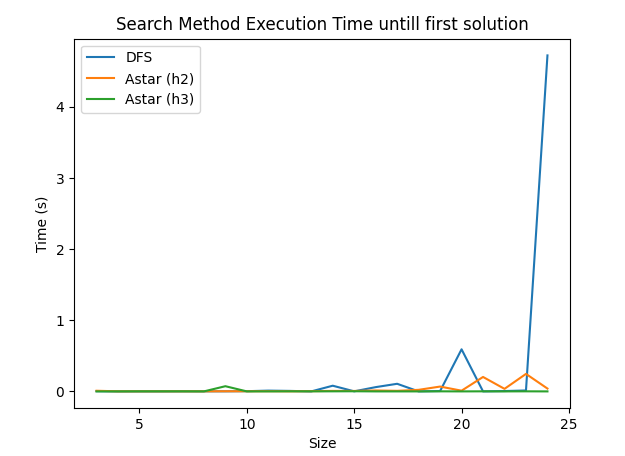 Search Method Execution Time untill first solution
DFS
Astar (h2)
Astar (h3)
4
3
2
1
0
Time (s)
5
10
15
20
25
Size